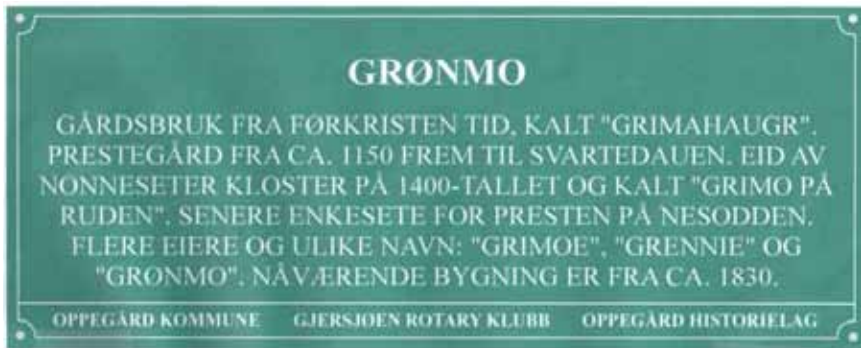 GRØNMO
GÅRDSBRUK FRA FØRKRISTEN TID, KALT "GRIMAHAUGR".
PRESTEGÅRD FRA CA. 1150 FREM TIL SVARTEDAUEN. EID AV
NONNESETER KLOSTER PÅ 1400-TALLET OG KALT "GRIMO PÅ
RUDEN". SENERE ENKESETE FOR PRESTEN PÅ NESODDEN.
FLERE EIERE OG ULIKE NAVN: "GRIMOE", "GRENNIE" OG
"GRØNMO". NÅVÆRENDE BYGNING ER FRA CA. 1830.
OPPEGÅRD KOMMUNE GJERSJØEN ROTARY KLUBB OPPEGÅRD HISTORIELAG